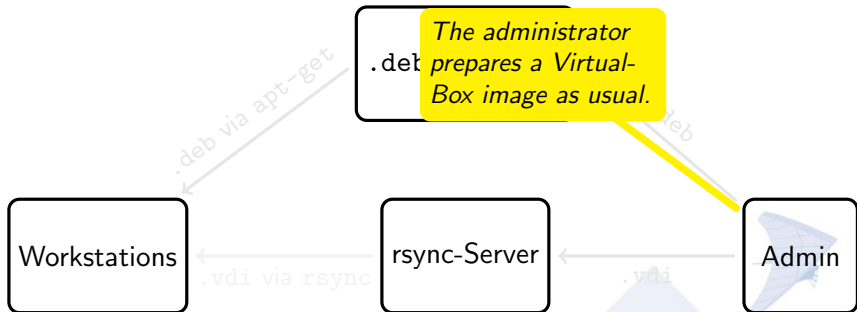 The administrator
prepares a Virtual-
Box image as usual.
.deb
.deb via apt-get
deb
Workstations
.vdi via rsync
rsync-Server
.vdi
Admin